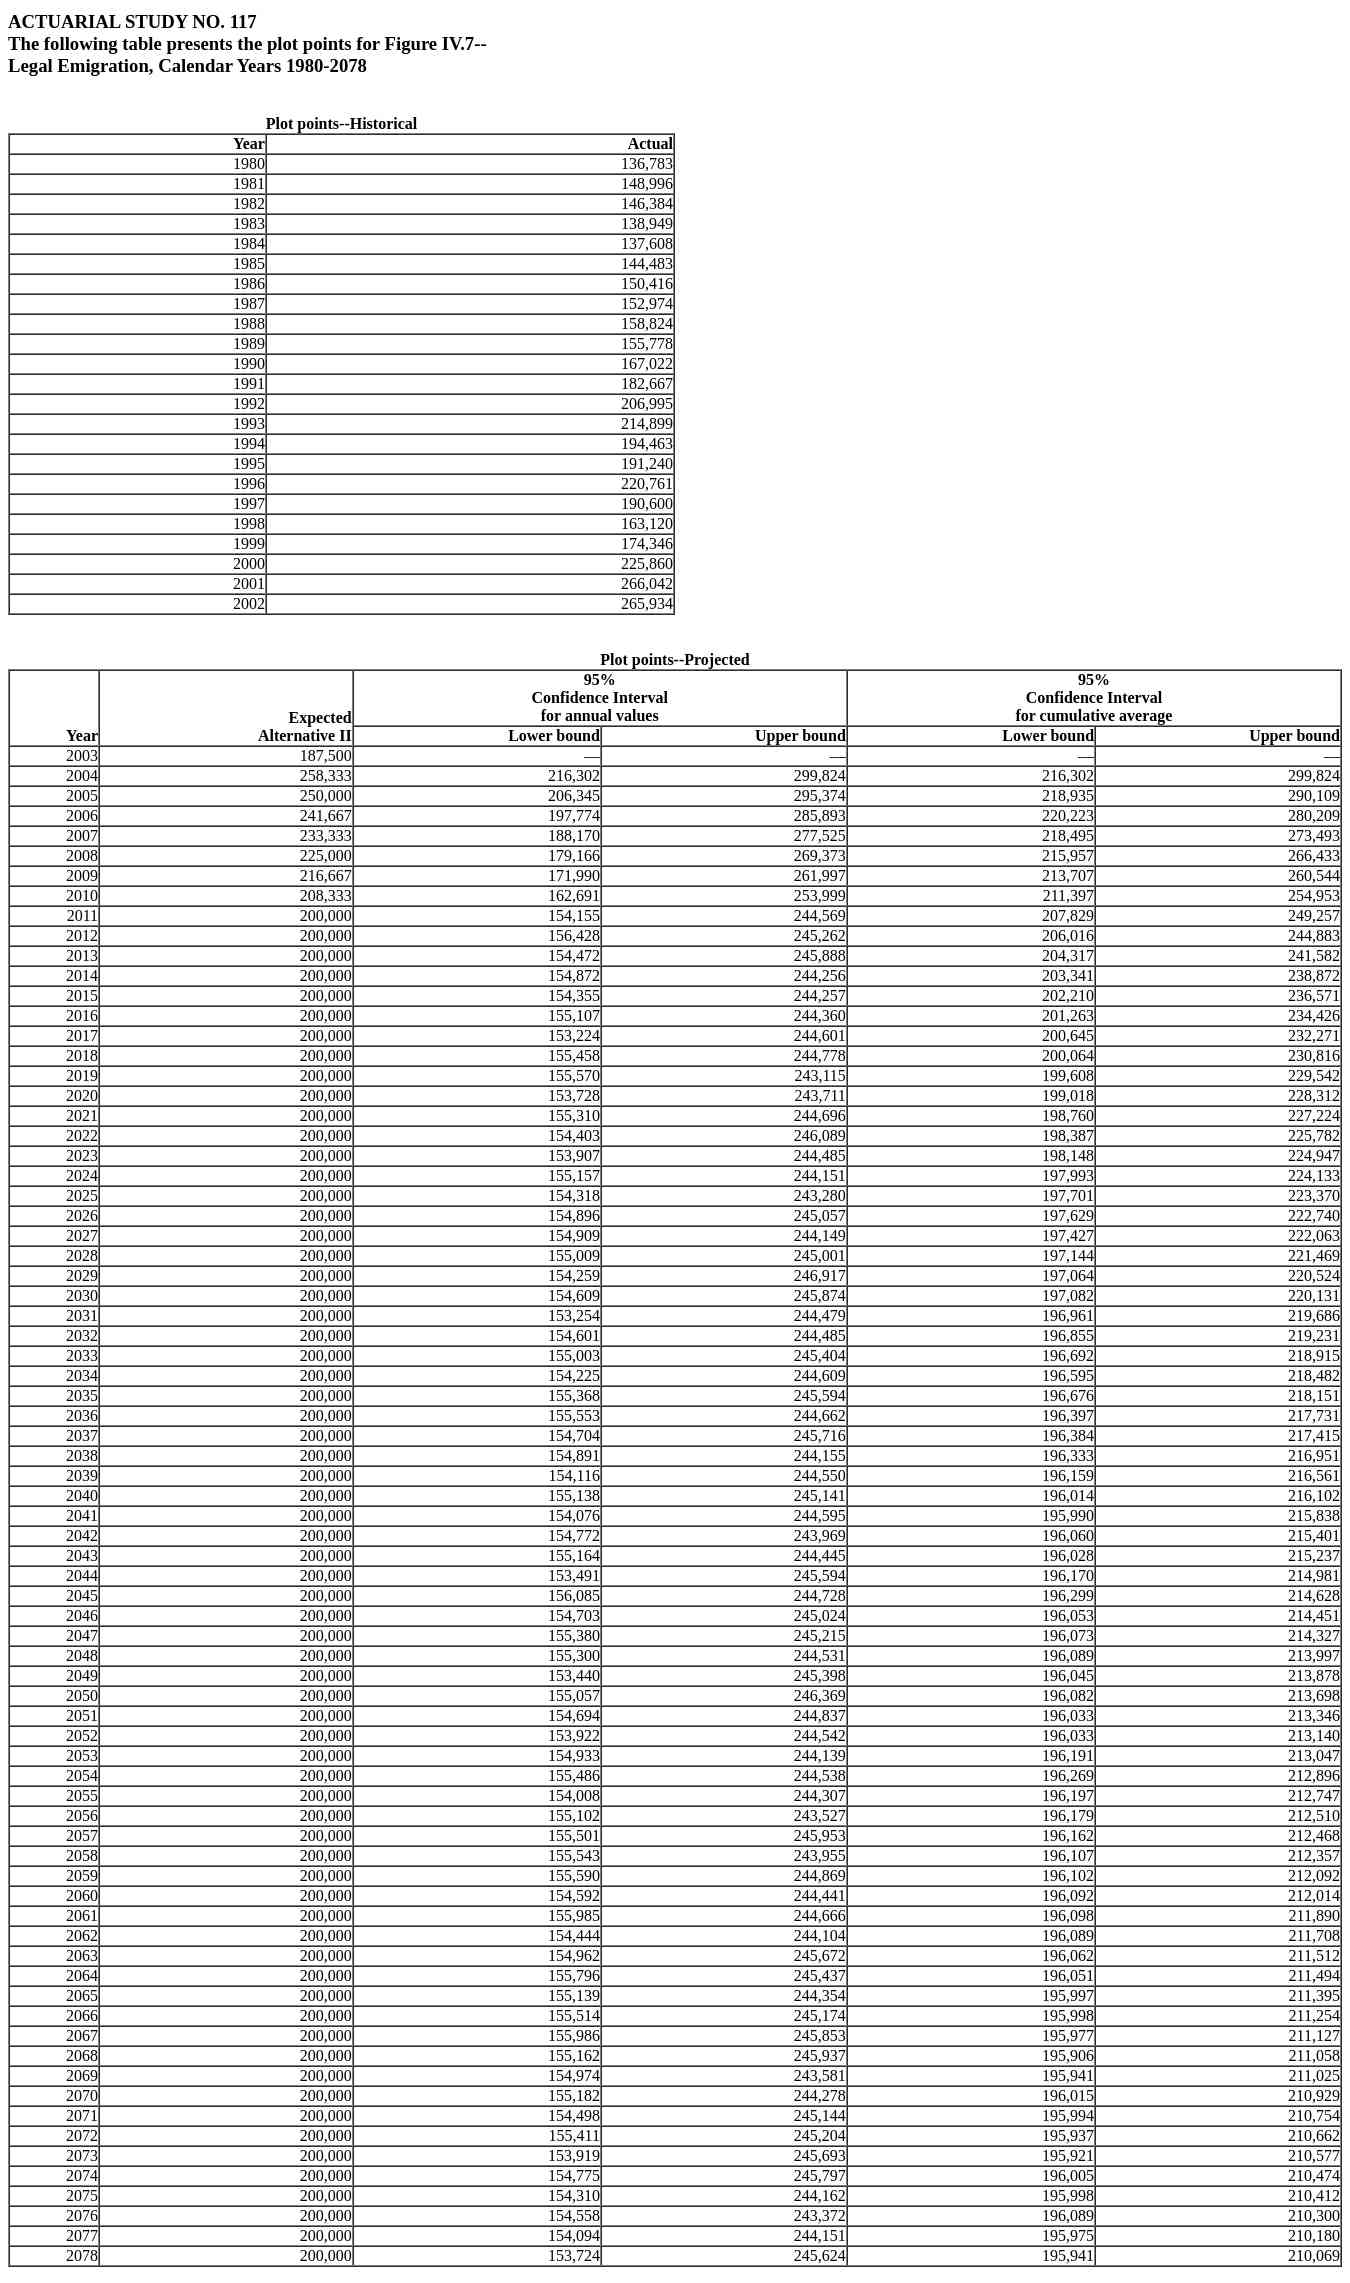 ACTUARIAL STUDY NO. 117
The following table presents the plot points for Figure IV.7--
Legal Emigration, Calendar Years 1980-2078
Plot points--Historical
Year Actual
1980 136,783
1981 148,996
1982 146,384
1983 138,949
1984 137,608
1985 144,483
1986 150,416
1987 152,974
1988 158,824
1989 155,778
1990 167,022
1991 182,667
1992 206,995
1993 214,899
1994 194,463
1995 191,240
1996 220,761
1997 190,600
1998 163,120
1999 174,346
2000 225,860
2001 266,042
2002 265,934
Plot points--Projected
95% 95%
Confidence Interval Confidence Interval
Expected for annual values for cumulative average
Year Alternative II Lower bound Upper bound Lower bound Upper bound
2003 187,500 — — — —
2004 258,333 216,302 299,824 216,302 299,824
2005 250,000 206,345 295,374 218,935 290,109
2006 241,667 197,774 285,893 220,223 280,209
2007 233,333 188,170 277,525 218,495 273,493
2008 225,000 179,166 269,373 215,957 266,433
2009 216,667 171,990 261,997 213,707 260,544
2010 208,333 162,691 253,999 211,397 254,953
2011 200,000 154,155 244,569 207,829 249,257
2012 200,000 156,428 245,262 206,016 244,883
2013 200,000 154,472 245,888 204,317 241,582
2014 200,000 154,872 244,256 203,341 238,872
2015 200,000 154,355 244,257 202,210 236,571
2016 200,000 155,107 244,360 201,263 234,426
2017 200,000 153,224 244,601 200,645 232,271
2018 200,000 155,458 244,778 200,064 230,816
2019 200,000 155,570 243,115 199,608 229,542
2020 200,000 153,728 243,711 199,018 228,312
2021 200,000 155,310 244,696 198,760 227,224
2022 200,000 154,403 246,089 198,387 225,782
2023 200,000 153,907 244,485 198,148 224,947
2024 200,000 155,157 244,151 197,993 224,133
2025 200,000 154,318 243,280 197,701 223,370
2026 200,000 154,896 245,057 197,629 222,740
2027 200,000 154,909 244,149 197,427 222,063
2028 200,000 155,009 245,001 197,144 221,469
2029 200,000 154,259 246,917 197,064 220,524
2030 200,000 154,609 245,874 197,082 220,131
2031 200,000 153,254 244,479 196,961 219,686
2032 200,000 154,601 244,485 196,855 219,231
2033 200,000 155,003 245,404 196,692 218,915
2034 200,000 154,225 244,609 196,595 218,482
2035 200,000 155,368 245,594 196,676 218,151
2036 200,000 155,553 244,662 196,397 217,731
2037 200,000 154,704 245,716 196,384 217,415
2038 200,000 154,891 244,155 196,333 216,951
2039 200,000 154,116 244,550 196,159 216,561
2040 200,000 155,138 245,141 196,014 216,102
2041 200,000 154,076 244,595 195,990 215,838
2042 200,000 154,772 243,969 196,060 215,401
2043 200,000 155,164 244,445 196,028 215,237
2044 200,000 153,491 245,594 196,170 214,981
2045 200,000 156,085 244,728 196,299 214,628
2046 200,000 154,703 245,024 196,053 214,451
2047 200,000 155,380 245,215 196,073 214,327
2048 200,000 155,300 244,531 196,089 213,997
2049 200,000 153,440 245,398 196,045 213,878
2050 200,000 155,057 246,369 196,082 213,698
2051 200,000 154,694 244,837 196,033 213,346
2052 200,000 153,922 244,542 196,033 213,140
2053 200,000 154,933 244,139 196,191 213,047
2054 200,000 155,486 244,538 196,269 212,896
2055 200,000 154,008 244,307 196,197 212,747
2056 200,000 155,102 243,527 196,179 212,510
2057 200,000 155,501 245,953 196,162 212,468
2058 200,000 155,543 243,955 196,107 212,357
2059 200,000 155,590 244,869 196,102 212,092
2060 200,000 154,592 244,441 196,092 212,014
2061 200,000 155,985 244,666 196,098 211,890
2062 200,000 154,444 244,104 196,089 211,708
2063 200,000 154,962 245,672 196,062 211,512
2064 200,000 155,796 245,437 196,051 211,494
2065 200,000 155,139 244,354 195,997 211,395
2066 200,000 155,514 245,174 195,998 211,254
2067 200,000 155,986 245,853 195,977 211,127
2068 200,000 155,162 245,937 195,906 211,058
2069 200,000 154,974 243,581 195,941 211,025
2070 200,000 155,182 244,278 196,015 210,929
2071 200,000 154,498 245,144 195,994 210,754
2072 200,000 155,411 245,204 195,937 210,662
2073 200,000 153,919 245,693 195,921 210,577
2074 200,000 154,775 245,797 196,005 210,474
2075 200,000 154,310 244,162 195,998 210,412
2076 200,000 154,558 243,372 196,089 210,300
2077 200,000 154,094 244,151 195,975 210,180
2078 200,000 153,724 245,624 195,941 210,069